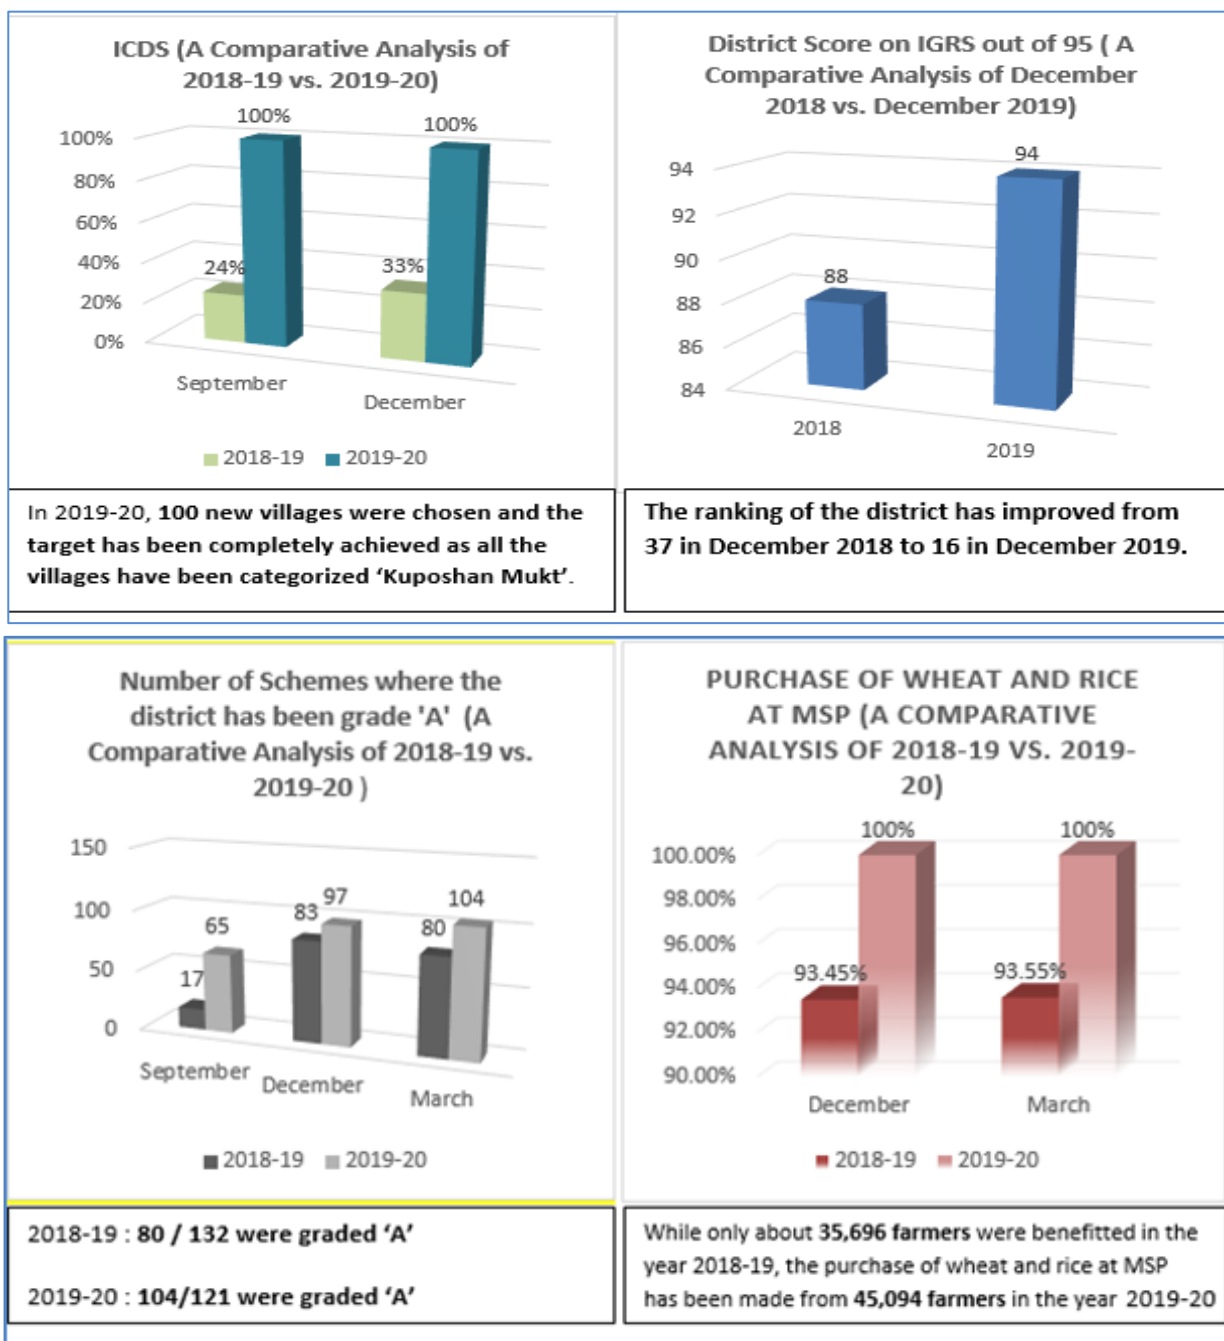 ICDS (A Comparative Analysis of
2018-19 vs. 2019-20)
100%
100%
100%
80%
60%
40%
20%
0%
24%
33%
September
December
2018-19 2019-20
In 2019-20, 100 new villages were chosen and the
target has been completely achieved as all the
villages have been categorized ‘Kuposhan Mukt’.
District Score on IGRS out of 95 ( A
Comparative Analysis of December
2018 vs. December 2019)
94
94
92
90
88
86
84
88
2018
2019
The ranking of the district has improved from
37 in December 2018 to 16 in December 2019.
Number of Schemes where the
district has been grade 'A' (A
Comparative Analysis of 2018-19 vs.
2019-20 )
150
100
50
0
17
65
83
97
80
104
September
December
March
2018-19 2019-20
2018-19 : 80 / 132 were graded ‘A’
2019-20 : 104/121 were graded ‘A’
PURCHASE OF WHEAT AND RICE
AT MSP (A COMPARATIVE
ANALYSIS OF 2018-19 VS. 2019-
20)
100%
100%
100.00%
98.00%
96.00%
94.00%
92.00%
90.00%
93.45%
93.55%
December
March
2018-19 2019-20
While only about 35,696 farmers were benefitted in the
year 2018-19, the purchase of wheat and rice at MSP
has been made from 45,094 farmers in the year 2019-20